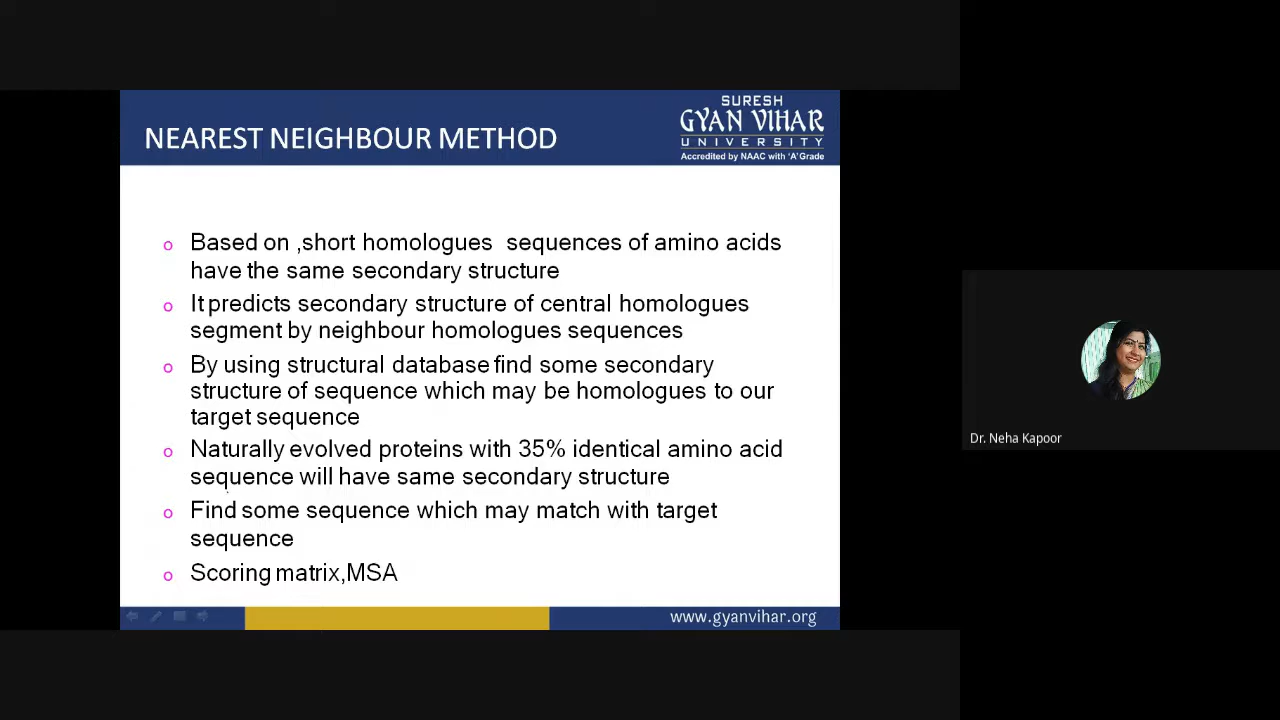 NEAREST NEIGHBOUR METHOD
SURESH
GYAN VIHAR
UNIVERSITY
Accredited by NAAC with 'A' Grade
o Based on ,short homologues sequences of amino acids
have the same secondary structure
o It predicts secondary structure of central homologues
segment by neighbour homologues sequences
o By using structural database find some secondary
structure of sequence which may be homologues to our
target sequence
o Naturally evolved proteins with 35% identical amino acid
sequence will have same secondary structure
o Find some sequence which may match with target
sequence
o Scoring matrix,MSA
www.gyanvihar.org
Dr. Neha Kapoor